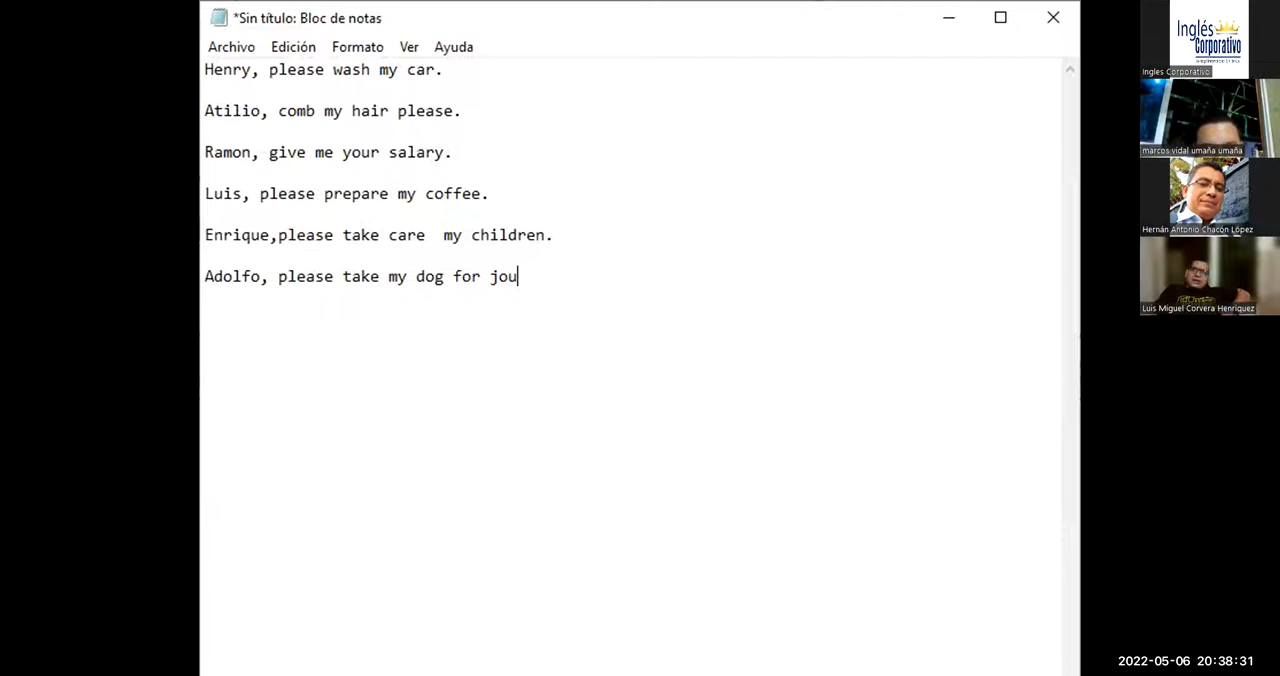 *Sin título: Bloc de notas
Archivo Edición Formato Ver Ayuda
Henry, please wash my car.
Atilio, comb my hair please.
Ramon, give me your salary.
Luis, please prepare my coffee.
Enrique,please take care  my children.
Adolfo, please take my dog for jou
Inglés
Corporativo
Ingles Corporativo
marcos vidal umaña umaña
Hernán Antonio Chacón López
Luis Miguel Corvera Henriquez
2022-05-06 20:38:31